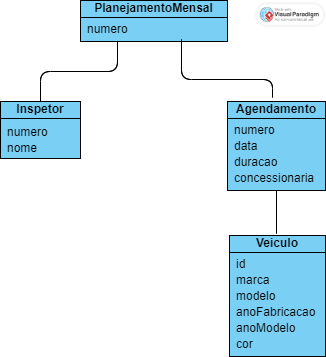 PlanejamentoMensal
numero
Visual Paradigm
Inspetor
numero
nome
Agendamento
numero
data
duracao
concessionaria
Veiculo
id
marca
modelo
anoFabricacao
anoModelo
cor